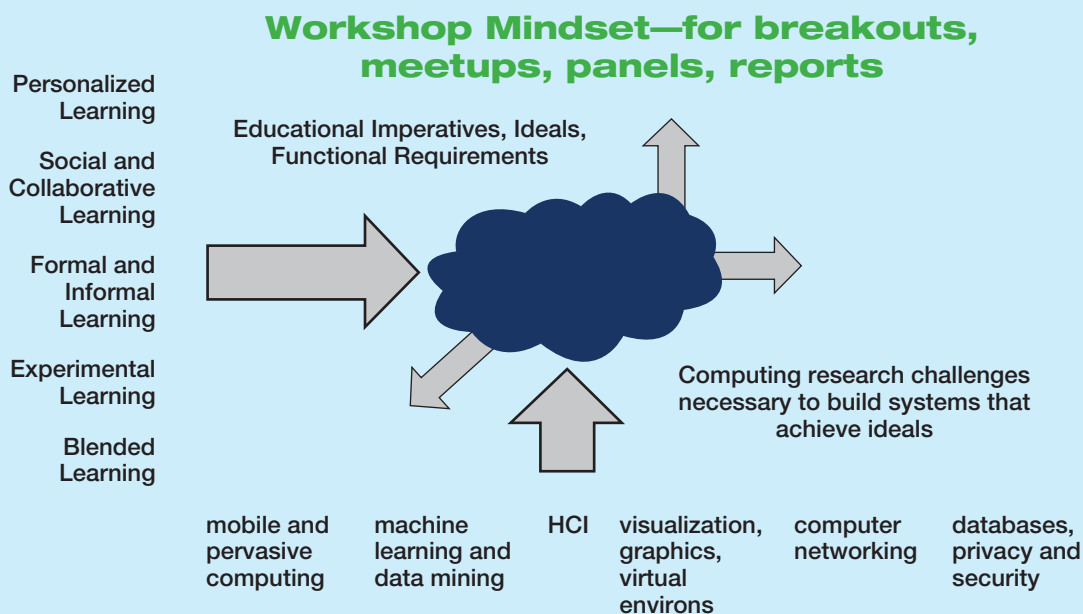 Workshop Mindset—for breakouts,
meetups, panels, reports
Personalized
Learning
Social and
Collaborative
Learning
Formal and
Informal
Learning
Experimental
Learning
Blended
Learning
Educational Imperatives, Ideals,
Functional Requirements
Computing research challenges
necessary to build systems that
achieve ideals
mobile and
pervasive
computing
machine
learning and
data mining
HCI
visualization,
graphics,
virtual
environs
computer
networking
databases,
privacy and
security